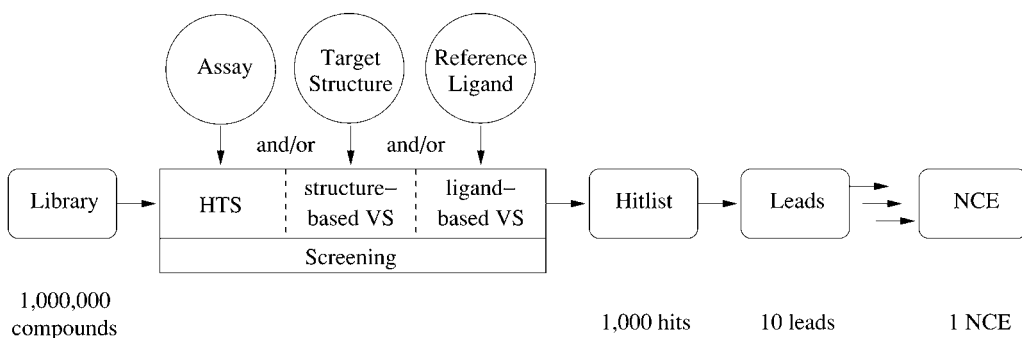 Assay
Target
Structure
Reference
Ligand
and/or
and/or
Library
HTS
structure–
based VS
ligand–
based VS
Hitlist
Leads
NCE
Screening
1,000,000
compounds
1,000 hits
10 leads
1 NCE